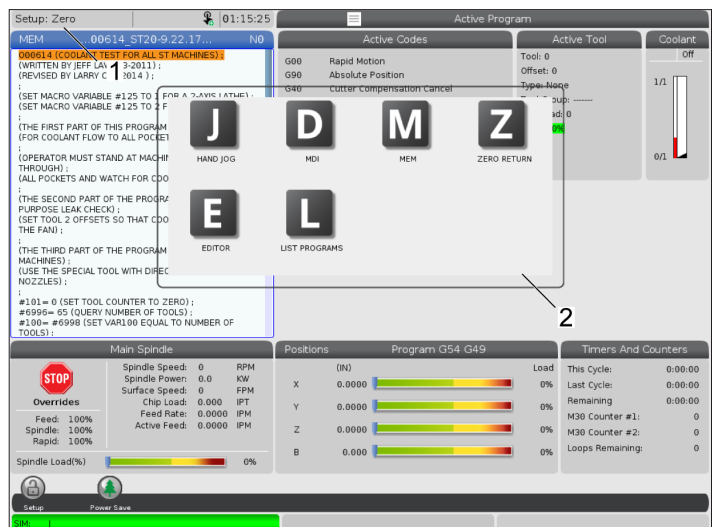 Setup: Zero
01:15:25
Active Program
MEM ...00614_ST20-9.22.17... N0
O00614 (COOLANT TEST FOR ALL ST MACHINES) ;
(WRITTEN BY JEFF LAW 3-2011) ;
(REVISED BY LARRY C 2014 ) ;
;
(SET MACRO VARIABLE #125 TO 1 FOR A 2-AXIS LATHE) ;
(SET MACRO VARIABLE #125 TO 2 F
;
(THE FIRST PART OF THIS PROGRAM
(FOR COOLANT FLOW TO ALL POCKET
;
(OPERATOR MUST STAND AT MACHIN
THROUGH) ;
(ALL POCKETS AND WATCH FOR COO
;
(THE SECOND PART OF THE PROGRA
PURPOSE LEAK CHECK) ;
(SET TOOL 2 OFFSETS SO THAT COO
THE FAN) ;
;
(THE THIRD PART OF THE PROGRAM
MACHINES) ;
(USE THE SPECIAL TOOL WITH DIREC
NOZZLES) ;
;
#101= 0 (SET TOOL COUNTER TO ZERO) ;
#6996= 65 (QUERY NUMBER OF TOOLS) ;
#100= #6998 (SET VAR100 EQUAL TO NUMBER OF
TOOLS) ;
1
Active Codes
G00 Rapid Motion
G90 Absolute Position
G40 Cutter Compensation Cancel
Active Tool
Tool: 0
Offset: 0
Type: None
Tool Group: -------
ad: 0
0%
Coolant
Off
1/1
0/1
J
HAND JOG
D
MDI
M
MEM
Z
ZERO RETURN
E
EDITOR
L
LIST PROGRAMS
2
Main Spindle
STOP
Overrides
Feed: 100%
Spindle: 100%
Rapid: 100%
Spindle Speed: 0 RPM
Spindle Power: 0.0 KW
Surface Speed: 0 FPM
Chip Load: 0.000 IPT
Feed Rate: 0.0000 IPM
Active Feed: 0.0000 IPM
Spindle Load(%) 0%
Positions Program G54 G49
(IN) Load
X 0.0000 0%
Y 0.0000 0%
Z 0.0000 0%
B 0.000 0%
Timers And Counters
This Cycle: 0:00:00
Last Cycle: 0:00:00
Remaining 0:00:00
M30 Counter #1: 0
M30 Counter #2: 0
Loops Remaining: 0
Setup
Power Save
SIM: